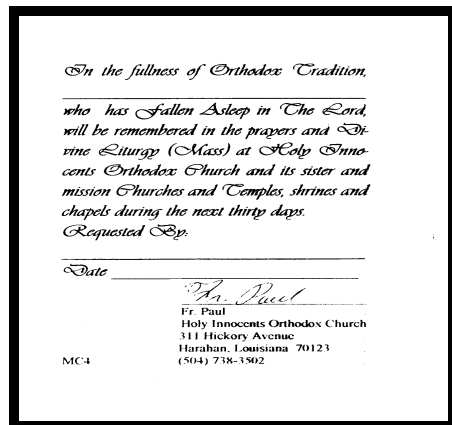 In the fullness of Orthodox Tradition,
who has Fallen Asleep in The Lord,
will be remembered in the prayers and Di-
vine Liturgy (Mass) at Holy Inno-
cents Orthodox Church and its sister and
mission Churches and Temples, shrines and
chapels during the next thirty days.
Requested By:
Date
Fr. Paul
Fr. Paul
Holy Innocents Orthodox Church
311 Hickory Avenue
Harahan, Louisiana 70123
MC4 (504) 738-3502